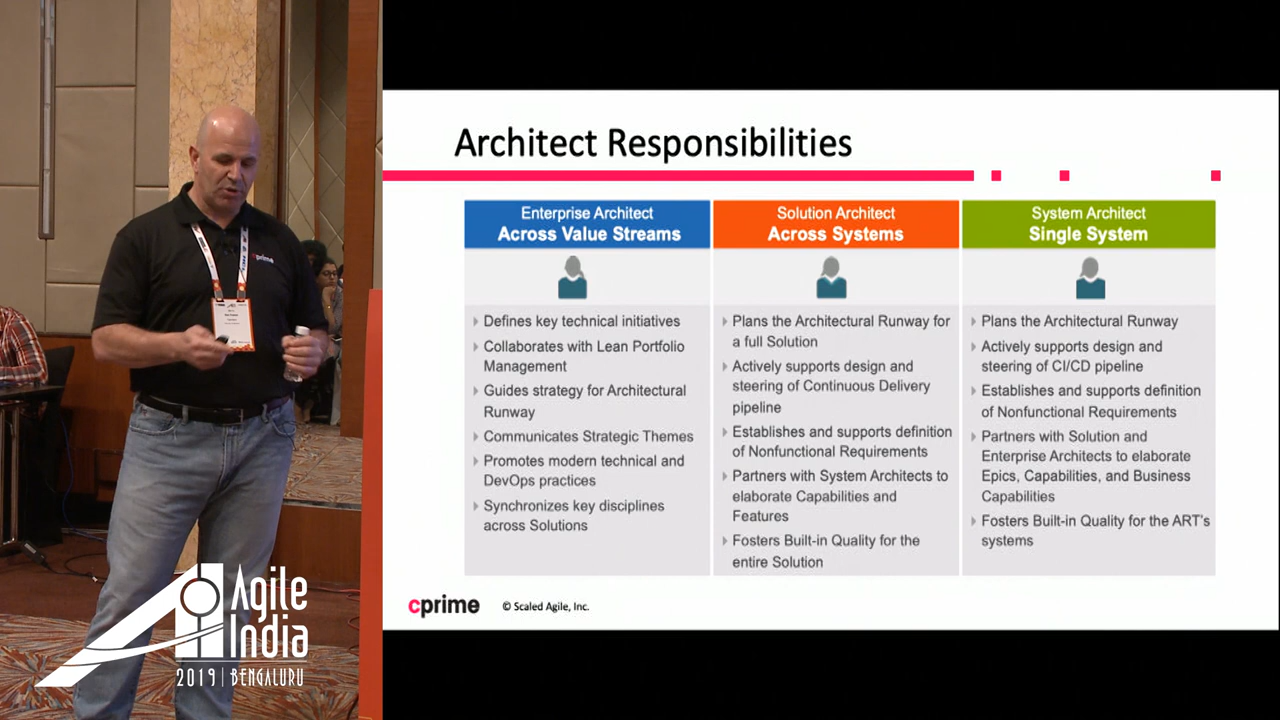 Architect Responsibilities
Enterprise Architect
Across Value Streams
Defines key technical initiatives
Collaborates with Lean Portfolio
Management
Guides strategy for Architectural
Runway
Communicates Strategic Themes
Promotes modern technical and
DevOps practices
Synchronizes key disciplines
across Solutions
Solution Architect
Across Systems
Plans the Architectural Runway for
a full Solution
Actively supports design and
steering of Continuous Delivery
pipeline
Establishes and supports definition
of Nonfunctional Requirements
Partners with System Architects to
elaborate Capabilities and
Features
Fosters Built-in Quality for the
entire Solution
System Architect
Single System
Plans the Architectural Runway
Actively supports design and
steering of CI/CD pipeline
Establishes and supports definition
of Nonfunctional Requirements
Partners with Solution and
Enterprise Architects to elaborate
Epics, Capabilities, and Business
Capabilities
Fosters Built-in Quality for the ART's
systems
cprime
© Scaled Agile, Inc.
cprime
Agile
India
2019 | BENGALURU